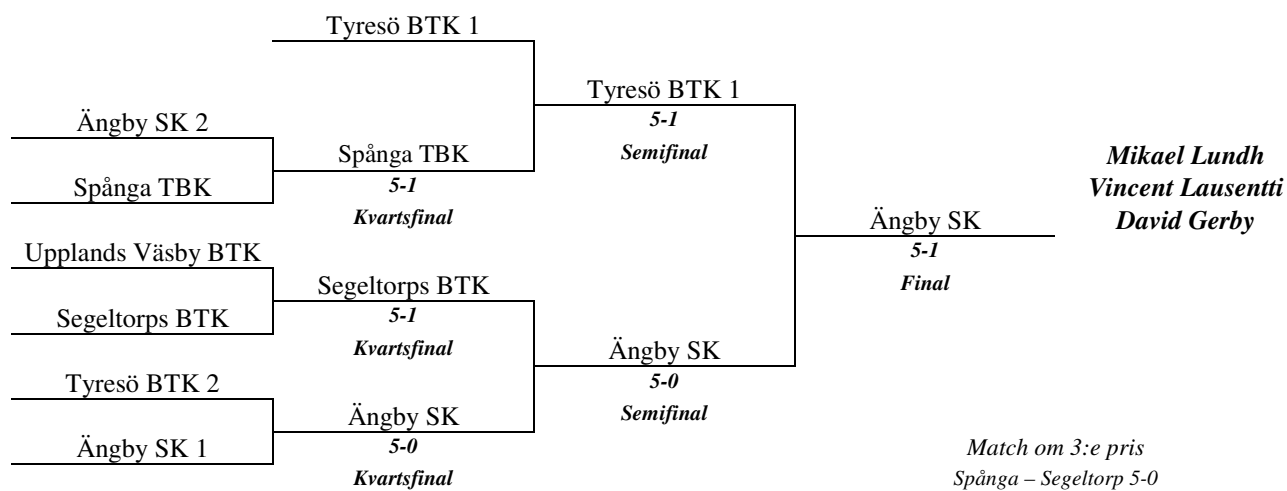 Tyresö BTK 1
Tyresö BTK 1
5-1
Semifinal
Ängby SK 2
Spånga TBK
5-1
Kvartsfinal
Spånga TBK
Mikael Lundh
Vincent Lausentti
David Gerby
Ängby SK
5-1
Final
Upplands Väsby BTK
Segeltorps BTK
5-1
Kvartsfinal
Segeltorps BTK
Ängby SK
5-0
Semifinal
Tyresö BTK 2
Ängby SK
5-0
Kvartsfinal
Ängby SK 1
Match om 3:e pris
Spånga – Segeltorp 5-0